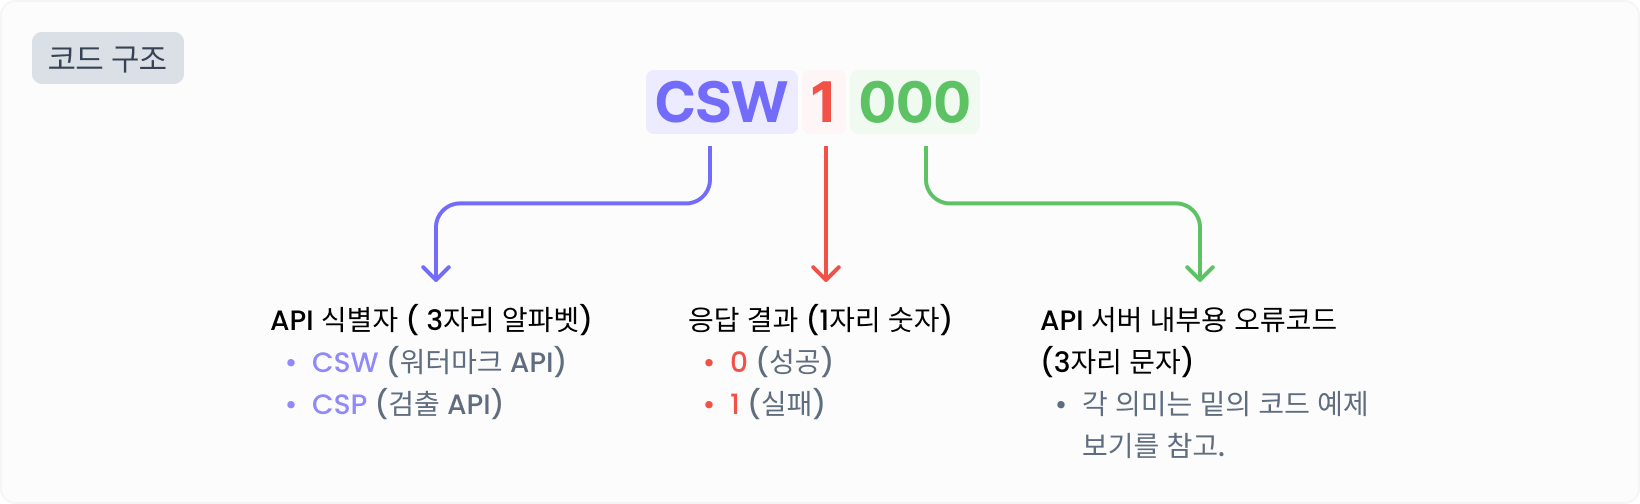 코드 구조
CSW 1 000
API 식별자 ( 3자리 알파벳)
• CSW (워터마크 API)
• CSP (검출 API)
응답 결과 (1자리 숫자)
• 0 (성공)
• 1 (실패)
API 서버 내부용 오류코드
(3자리 문자)
• 각 의미는 밑의 코드 예제
보기를 참고.